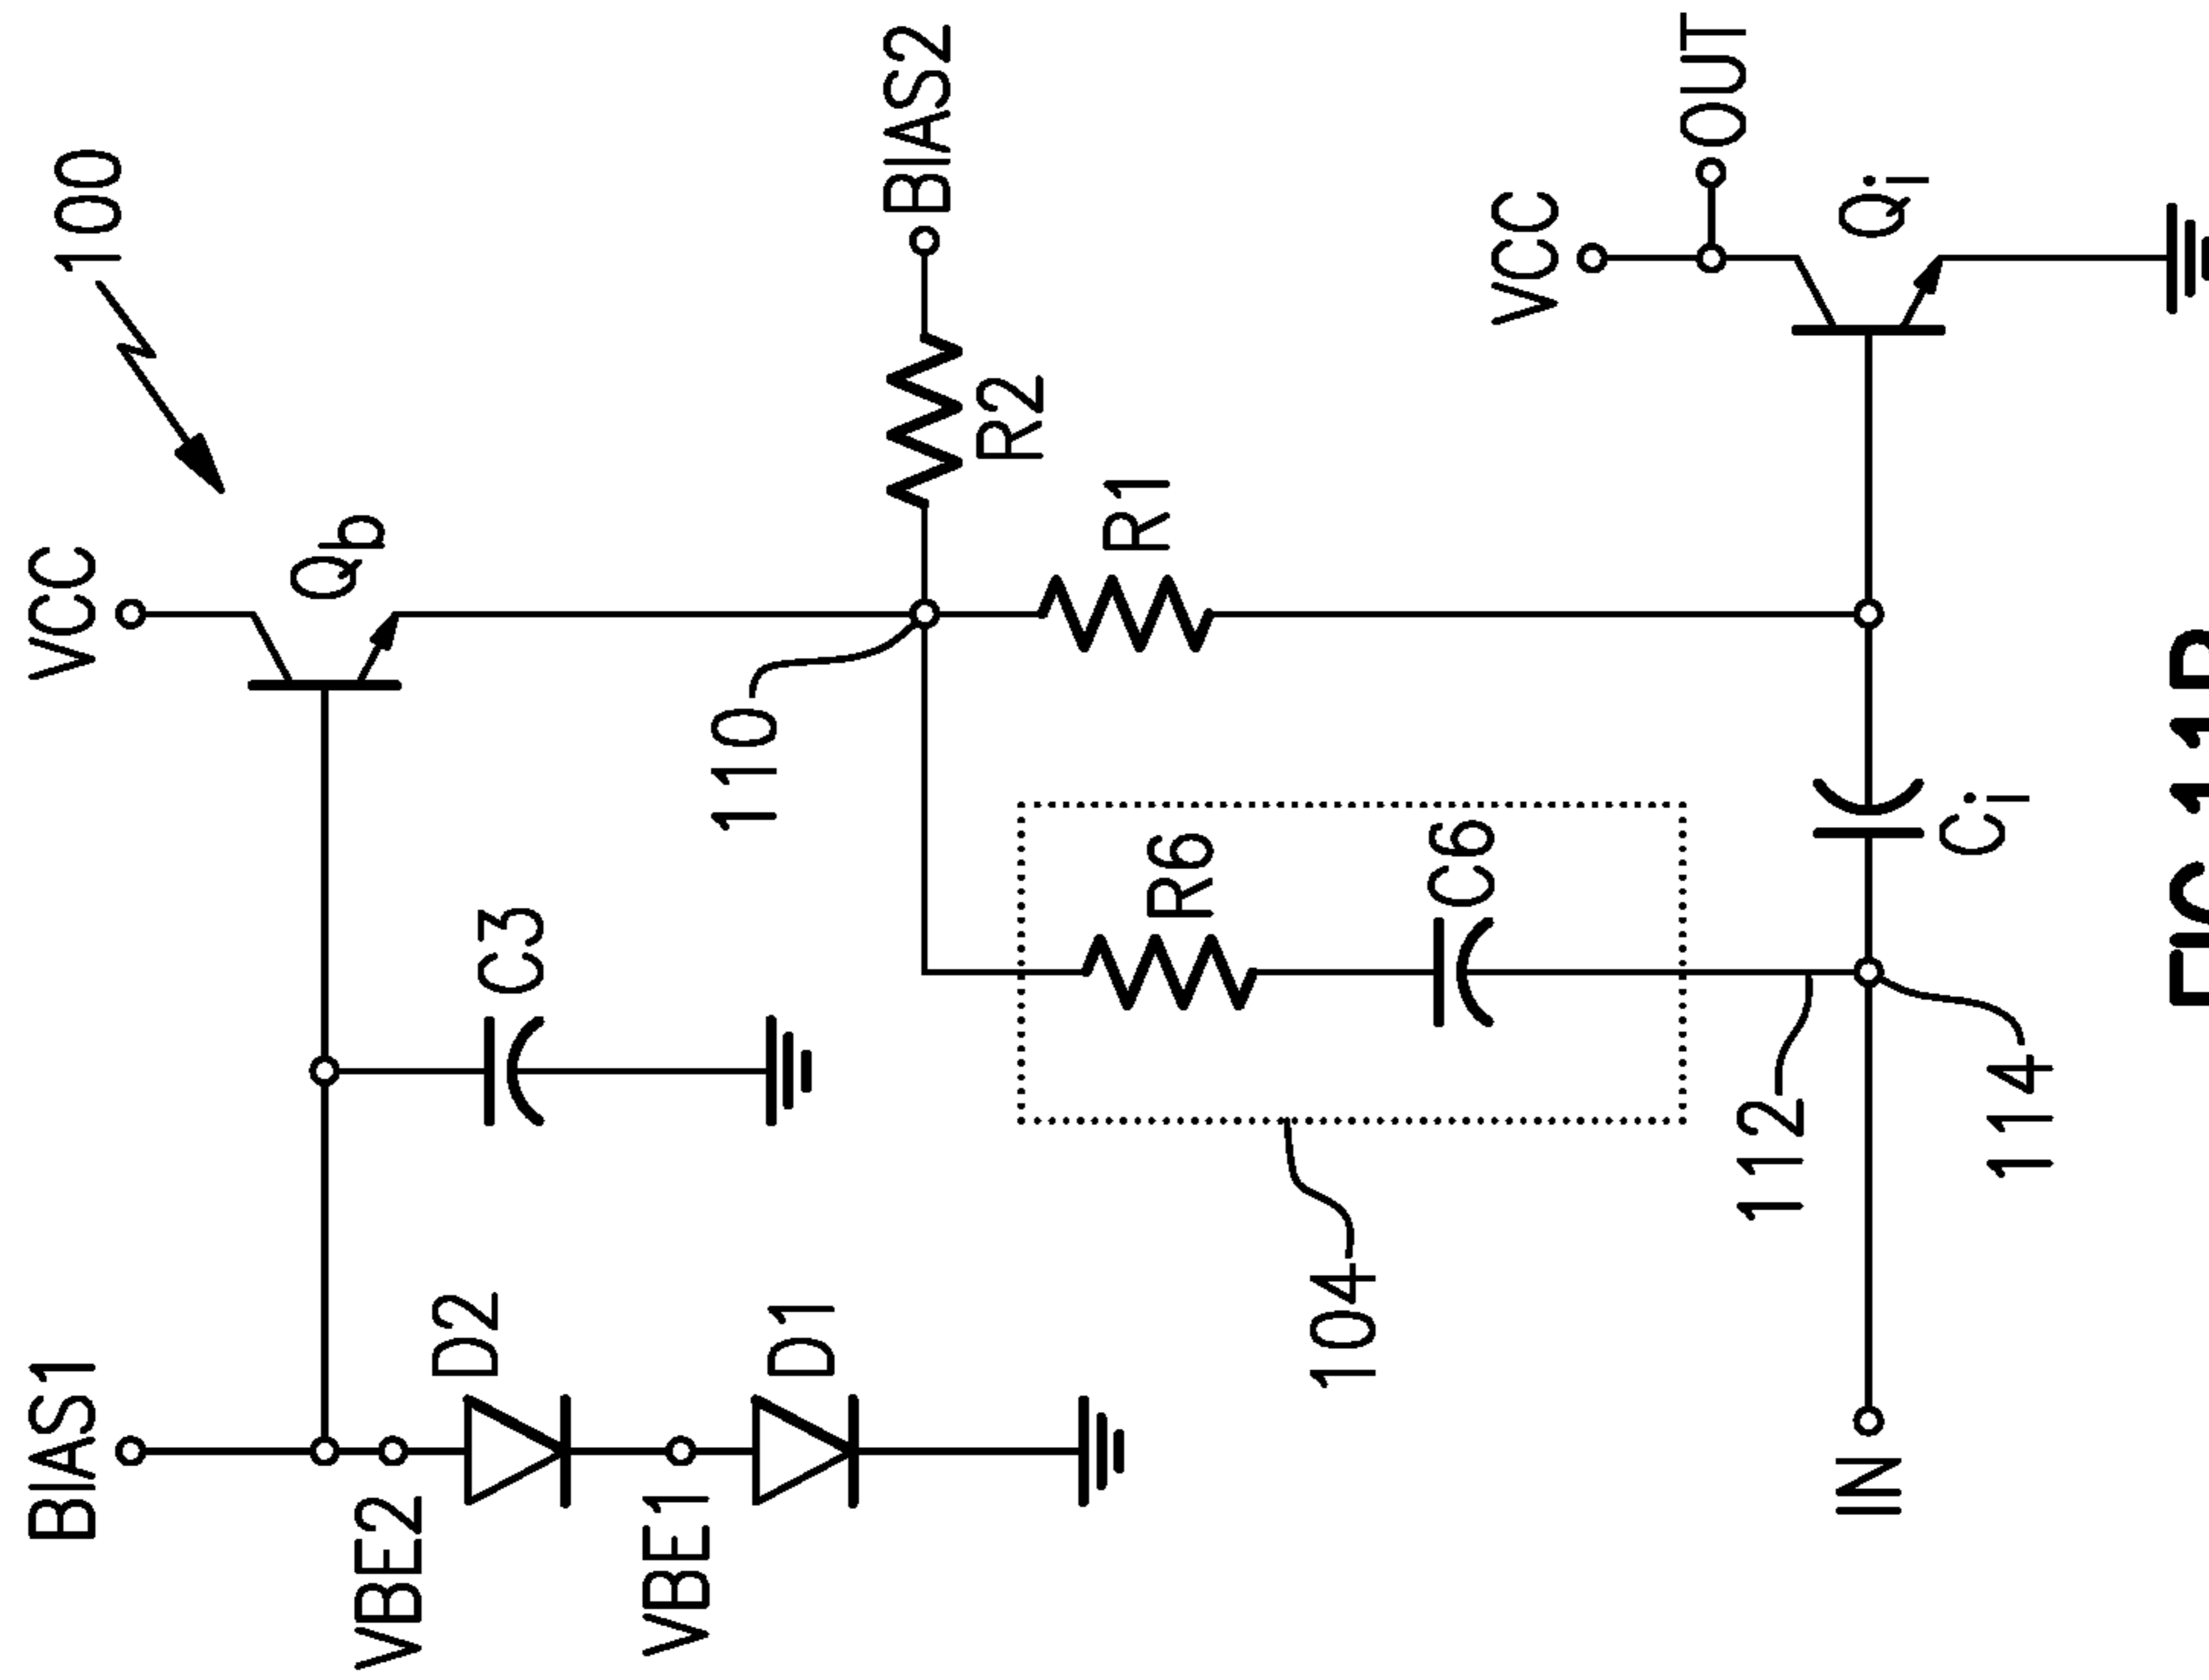 100
VCC
Qb
BIAS1
VBE2
D2
VBE1
D1
C3
110
BIAS2
R2
R1
R6
C6
104
112
114
VCC
OUT
Qi
Ci
IN